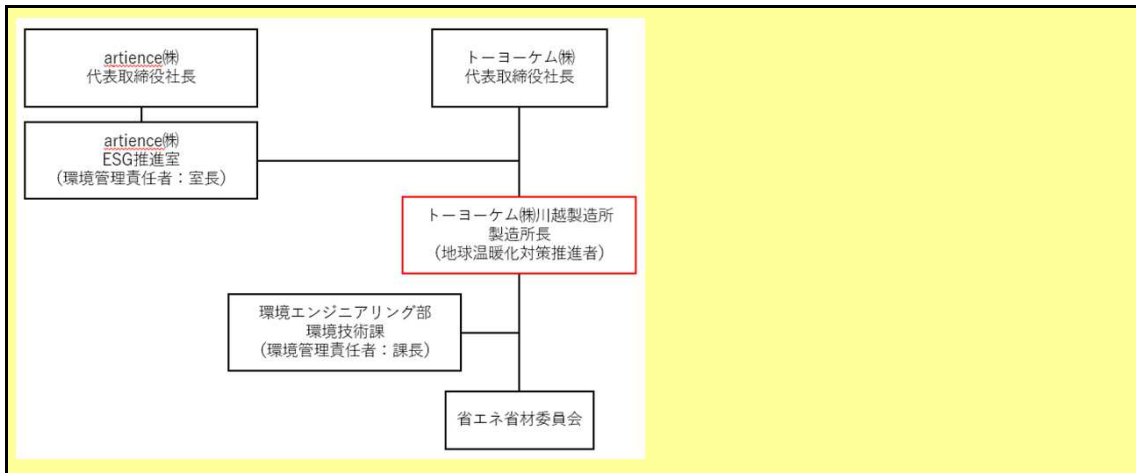 artience㈱
代表取締役社長
トーヨーケム㈱
代表取締役社長
artience㈱
ESG推進室
(環境管理責任者：室長)
トーヨーケム㈱川越製造所
製造所長
(地球温暖化対策推進者)
環境エンジニアリング部
環境技術課
(環境管理責任者：課長)
省エネ省材委員会